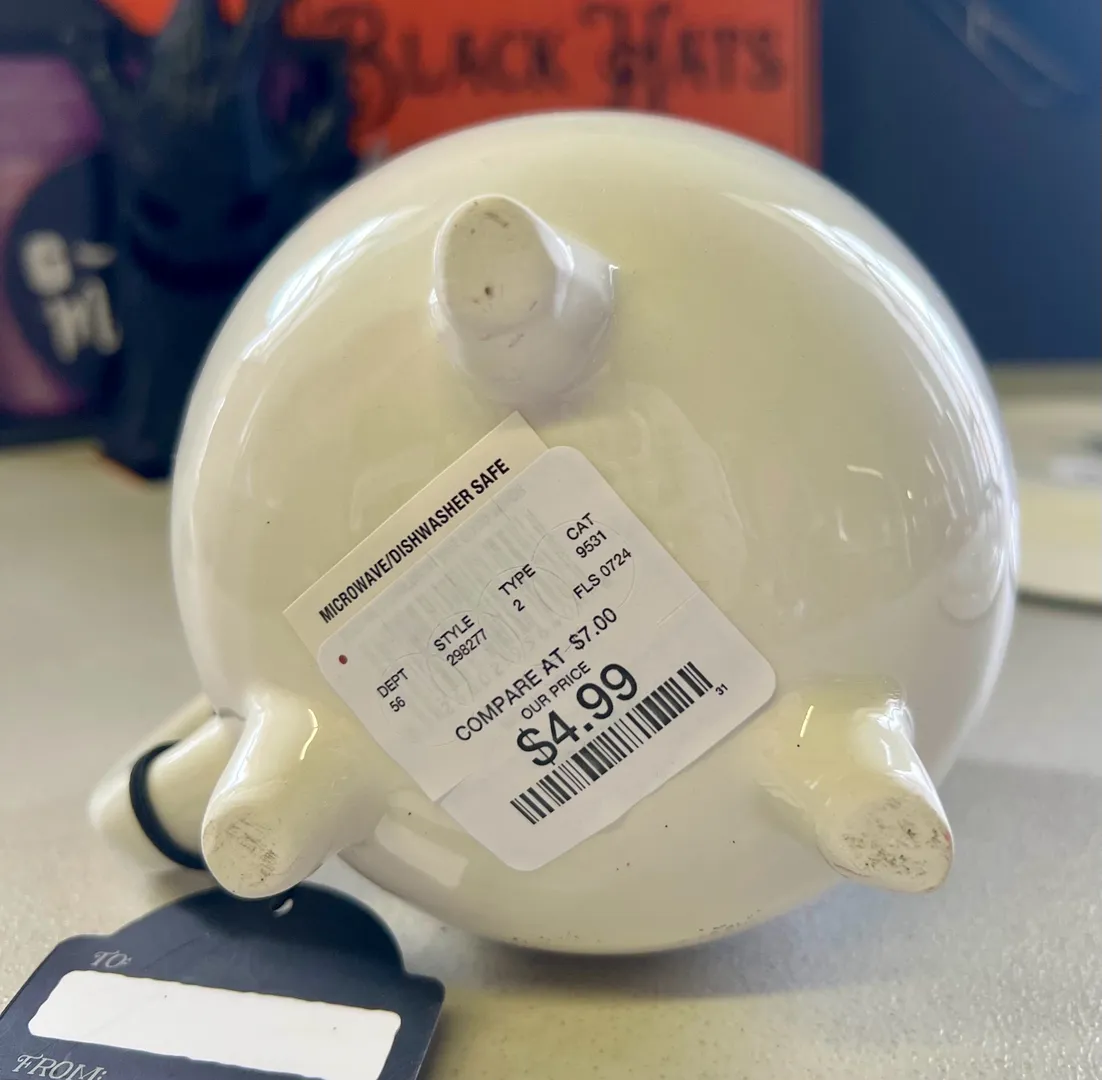 BLACK HATS
MICROWAVE/DISHWASHER SAFE
DEPT STYLE TYPE CAT
56 298277 2 9531
FLS 0724
COMPARE AT $7.00
OUR PRICE
$4.99
31
TO:
FROM: